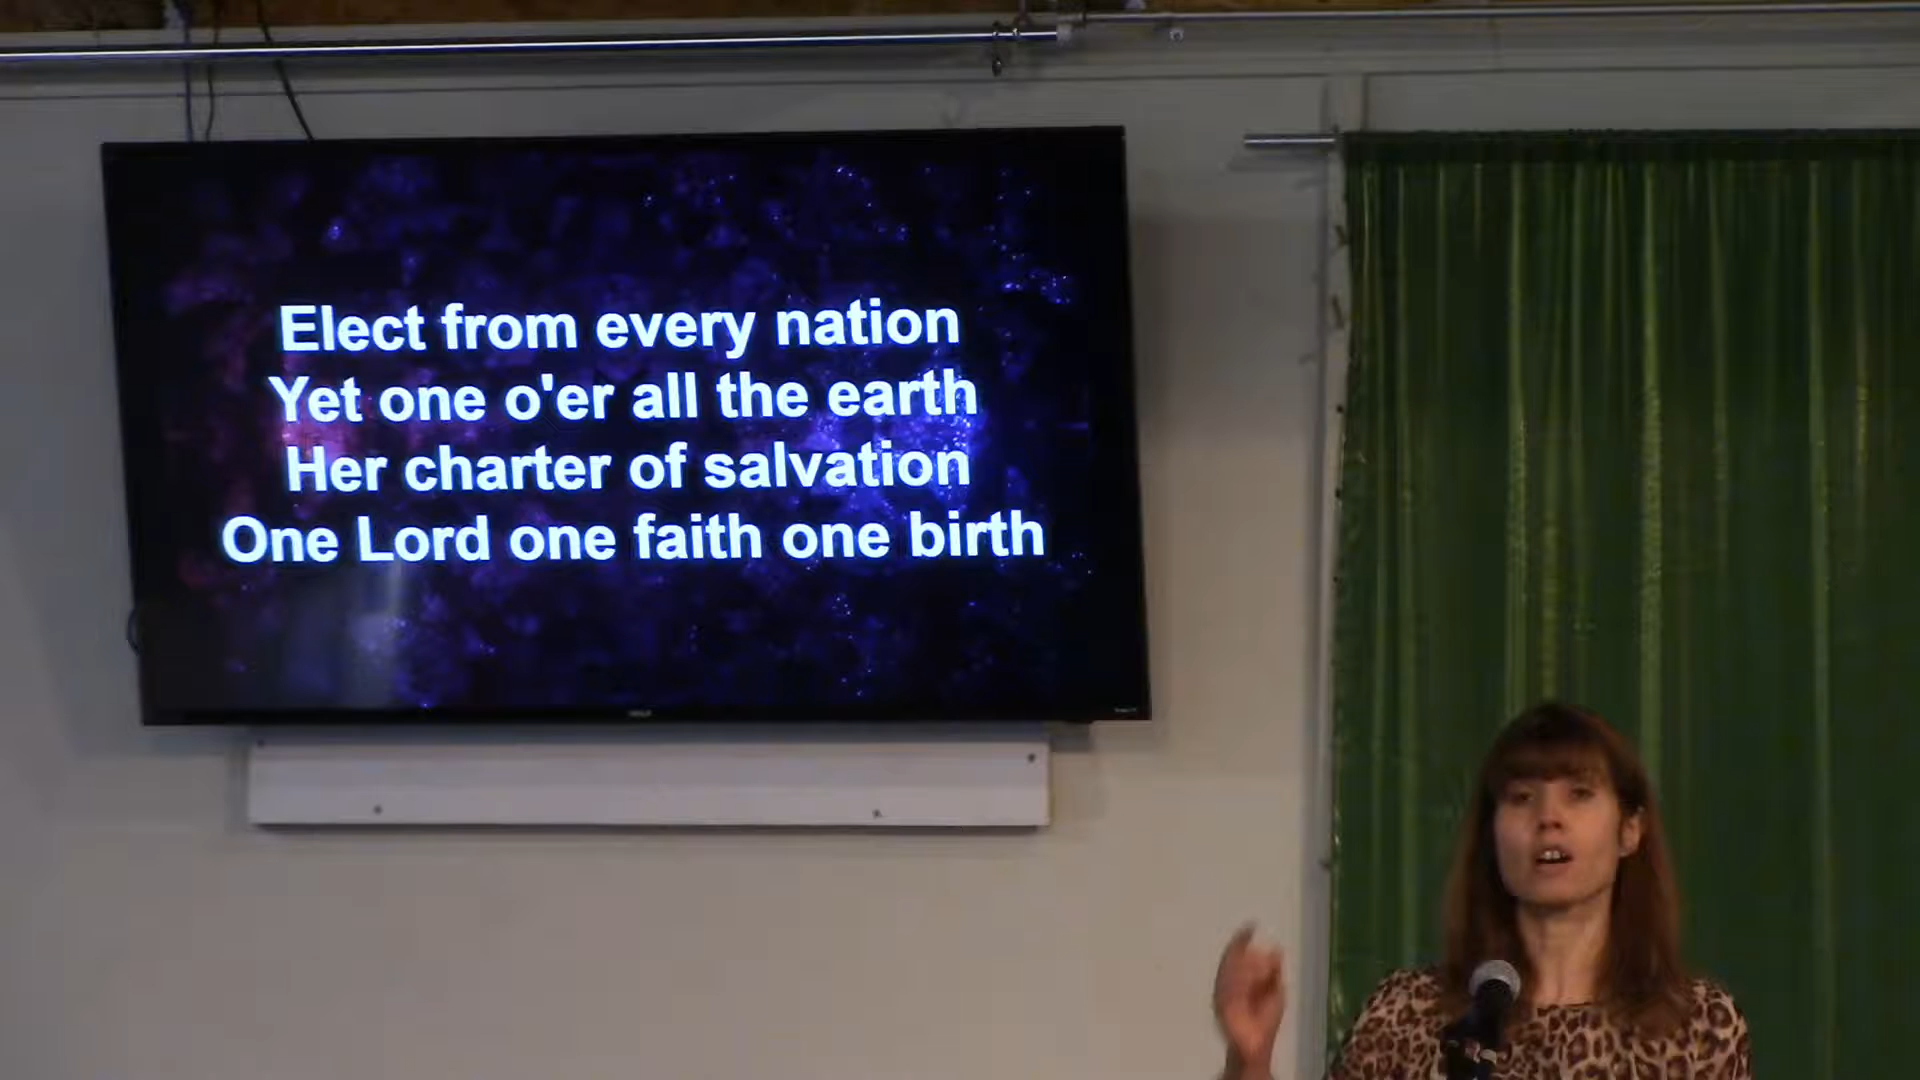 Elect from every nation
Yet one o'er all the earth
Her charter of salvation
One Lord one faith one birth